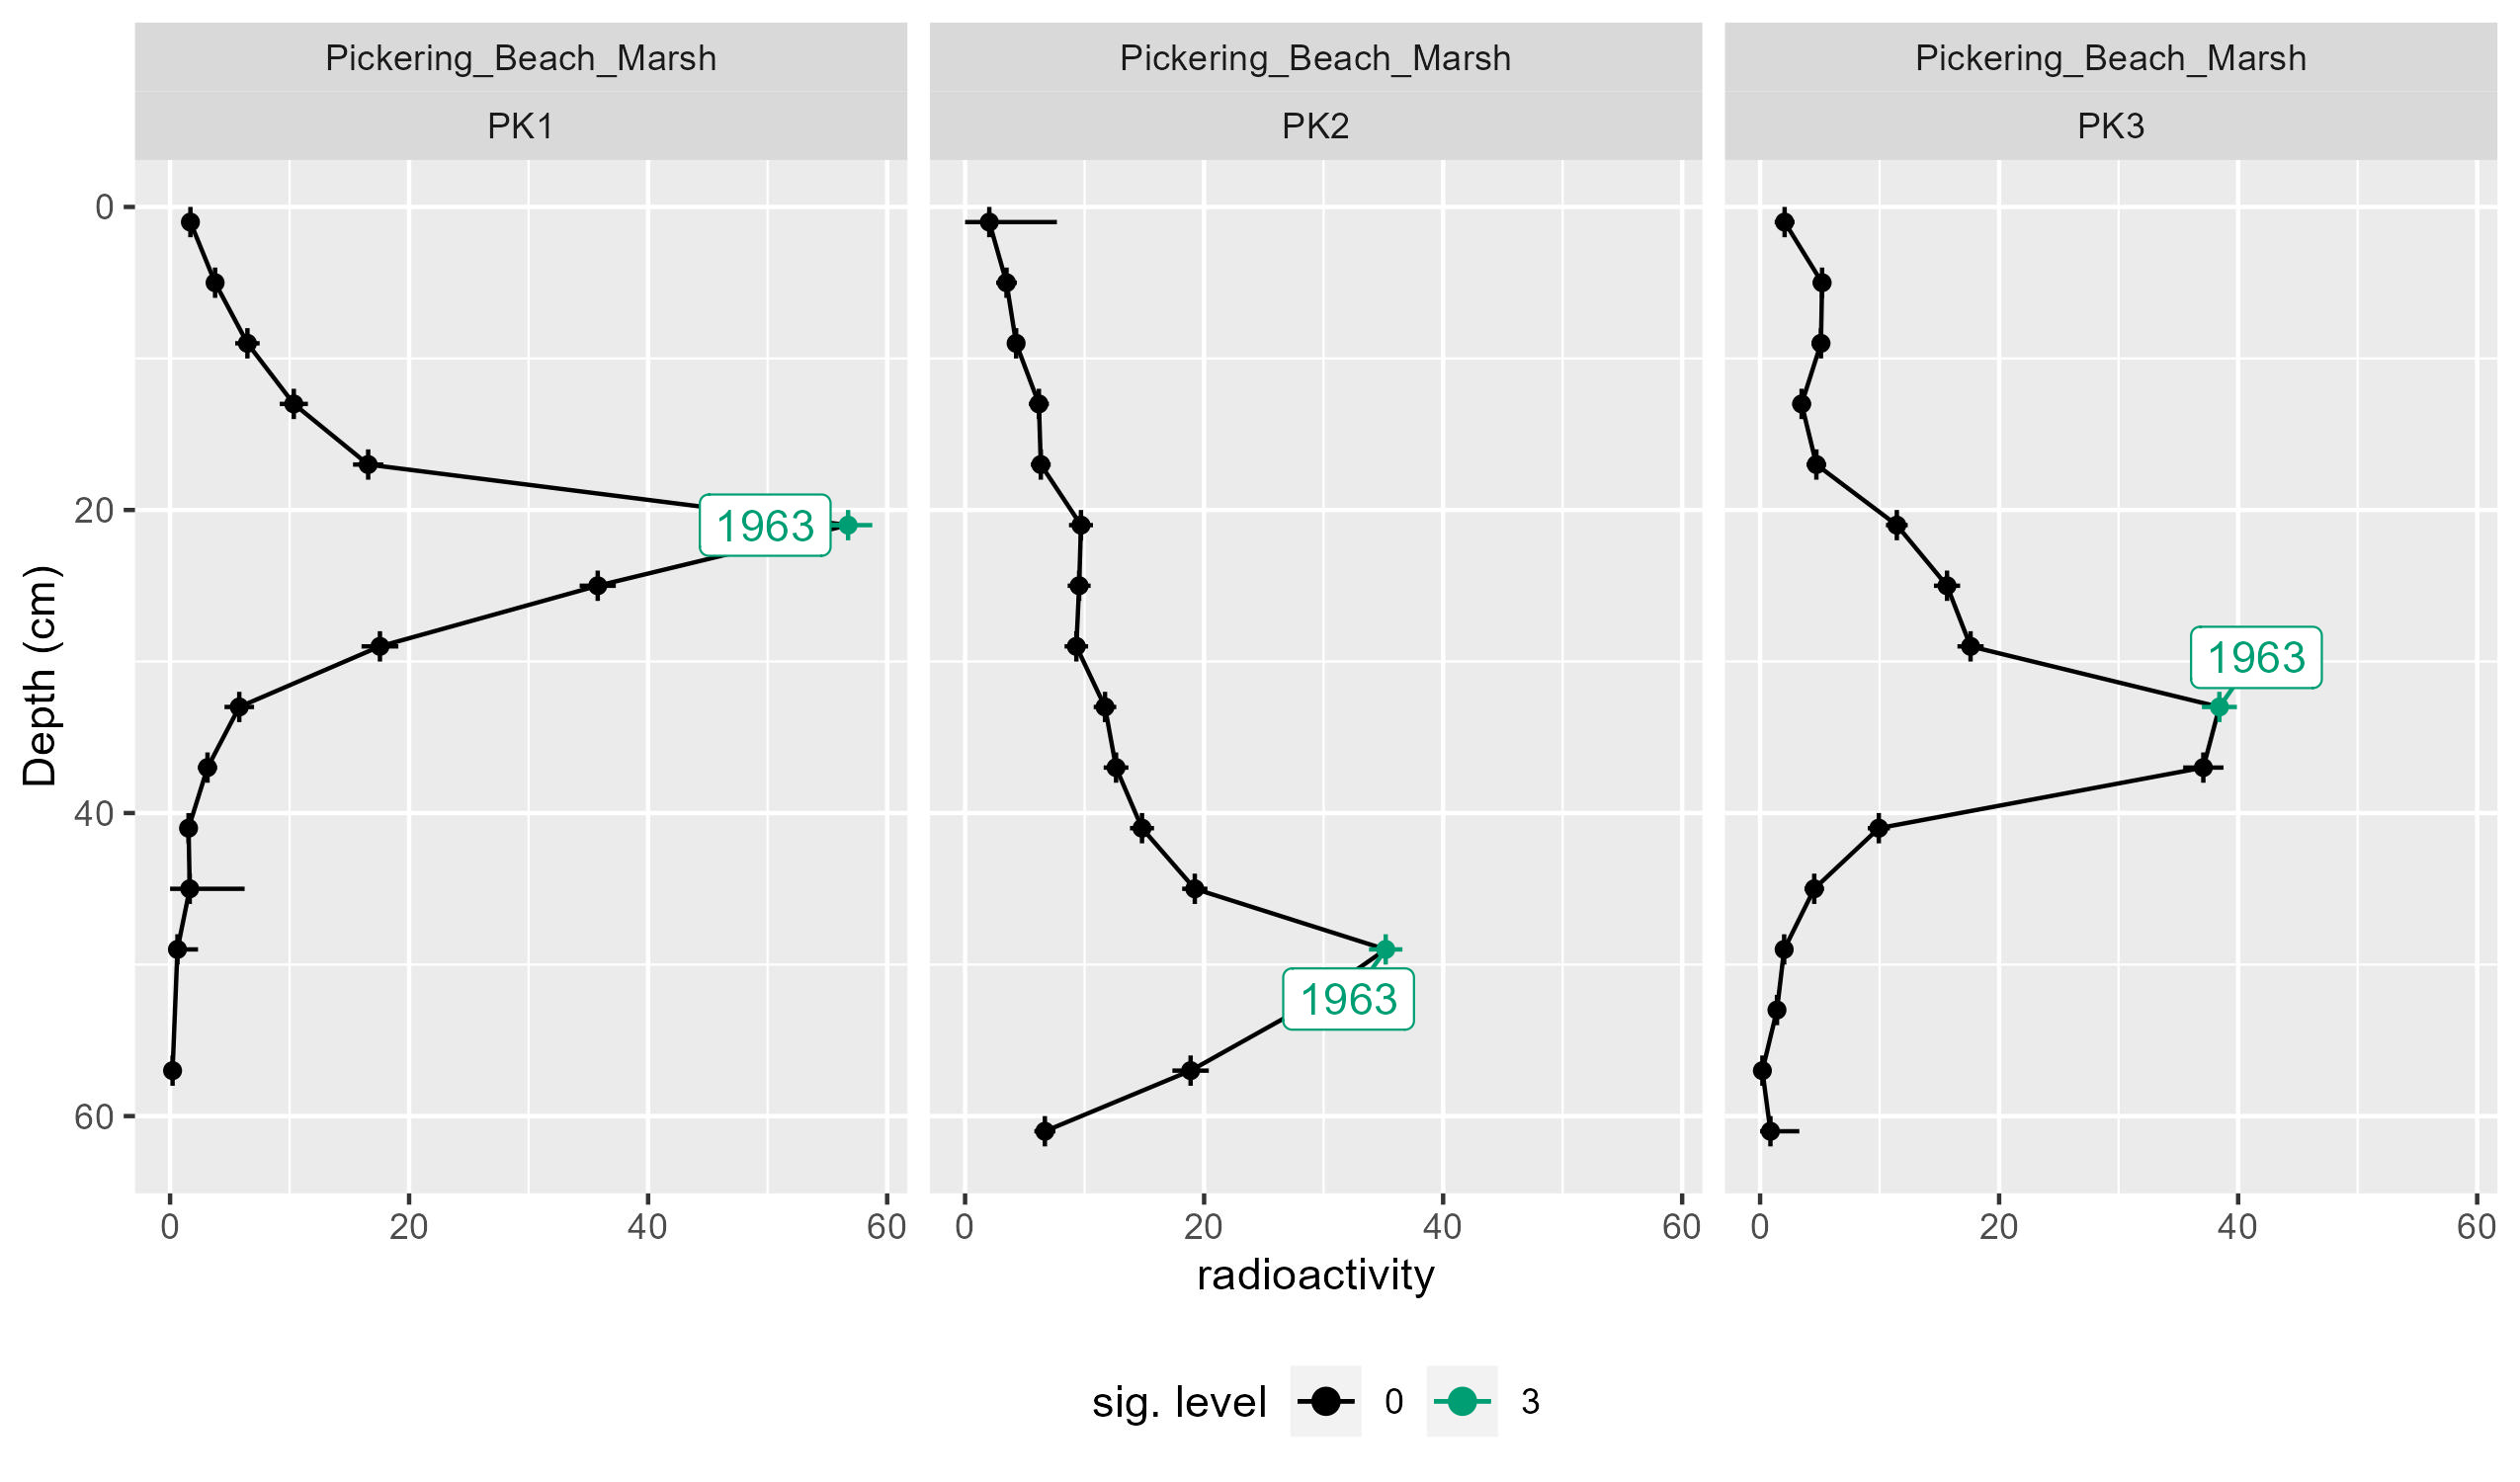 Pickering_Beach_Marsh Pickering_Beach_Marsh Pickering_Beach_Marsh
PK1 PK2 PK3
0
20
40
60
Depth (cm)
1963
1963
1963
0 20 40 60 0 20 40 60 0 20 40 60
radioactivity
sig. level 0 3